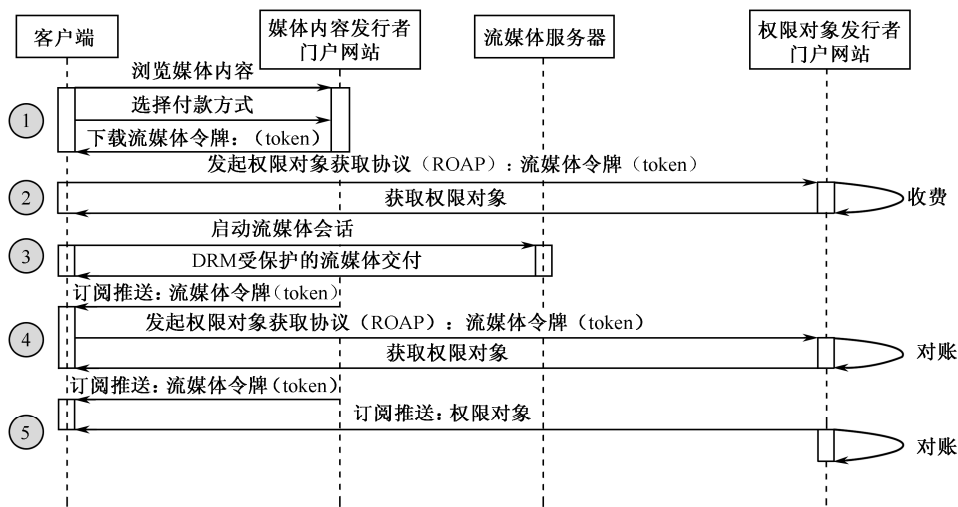 客户端
媒体内容发行者
门户网站
流媒体服务器
权限对象发行者
门户网站
浏览媒体内容
1
选择付款方式
下载流媒体令牌：（token）
发起权限对象获取协议（ROAP）：流媒体令牌（token）
2
获取权限对象
收费
启动流媒体会话
3
DRM受保护的流媒体交付
订阅推送：流媒体令牌（token）
发起权限对象获取协议（ROAP）：流媒体令牌（token）
4
获取权限对象
对账
订阅推送：流媒体令牌（token）
订阅推送：权限对象
5
对账